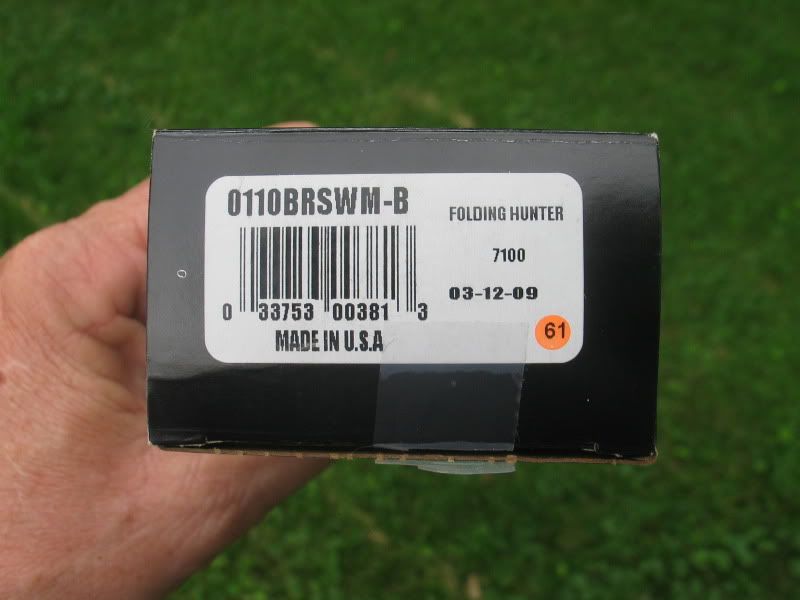 0110BRSWM-B
FOLDING HUNTER
7100
03-12-09
0 33753 00381 3
MADE IN U.S.A
61